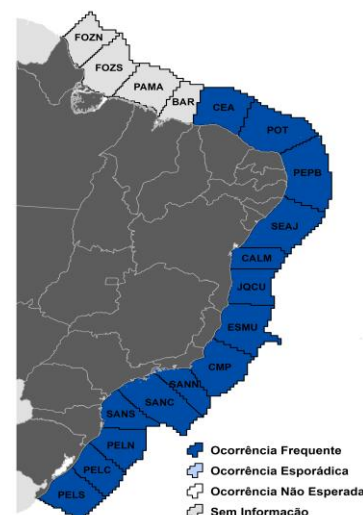 FOZN
FOZS
PAMA
BAR
CEA
POT
PEPB
SEAJ
CALM
JQCU
ESMU
CMP
SANN
SANC
SANS
PELN
PELC
PELS
Ocorrência Frequente
Ocorrência Esporádica
Ocorrência Não Esperada
Sem Informação